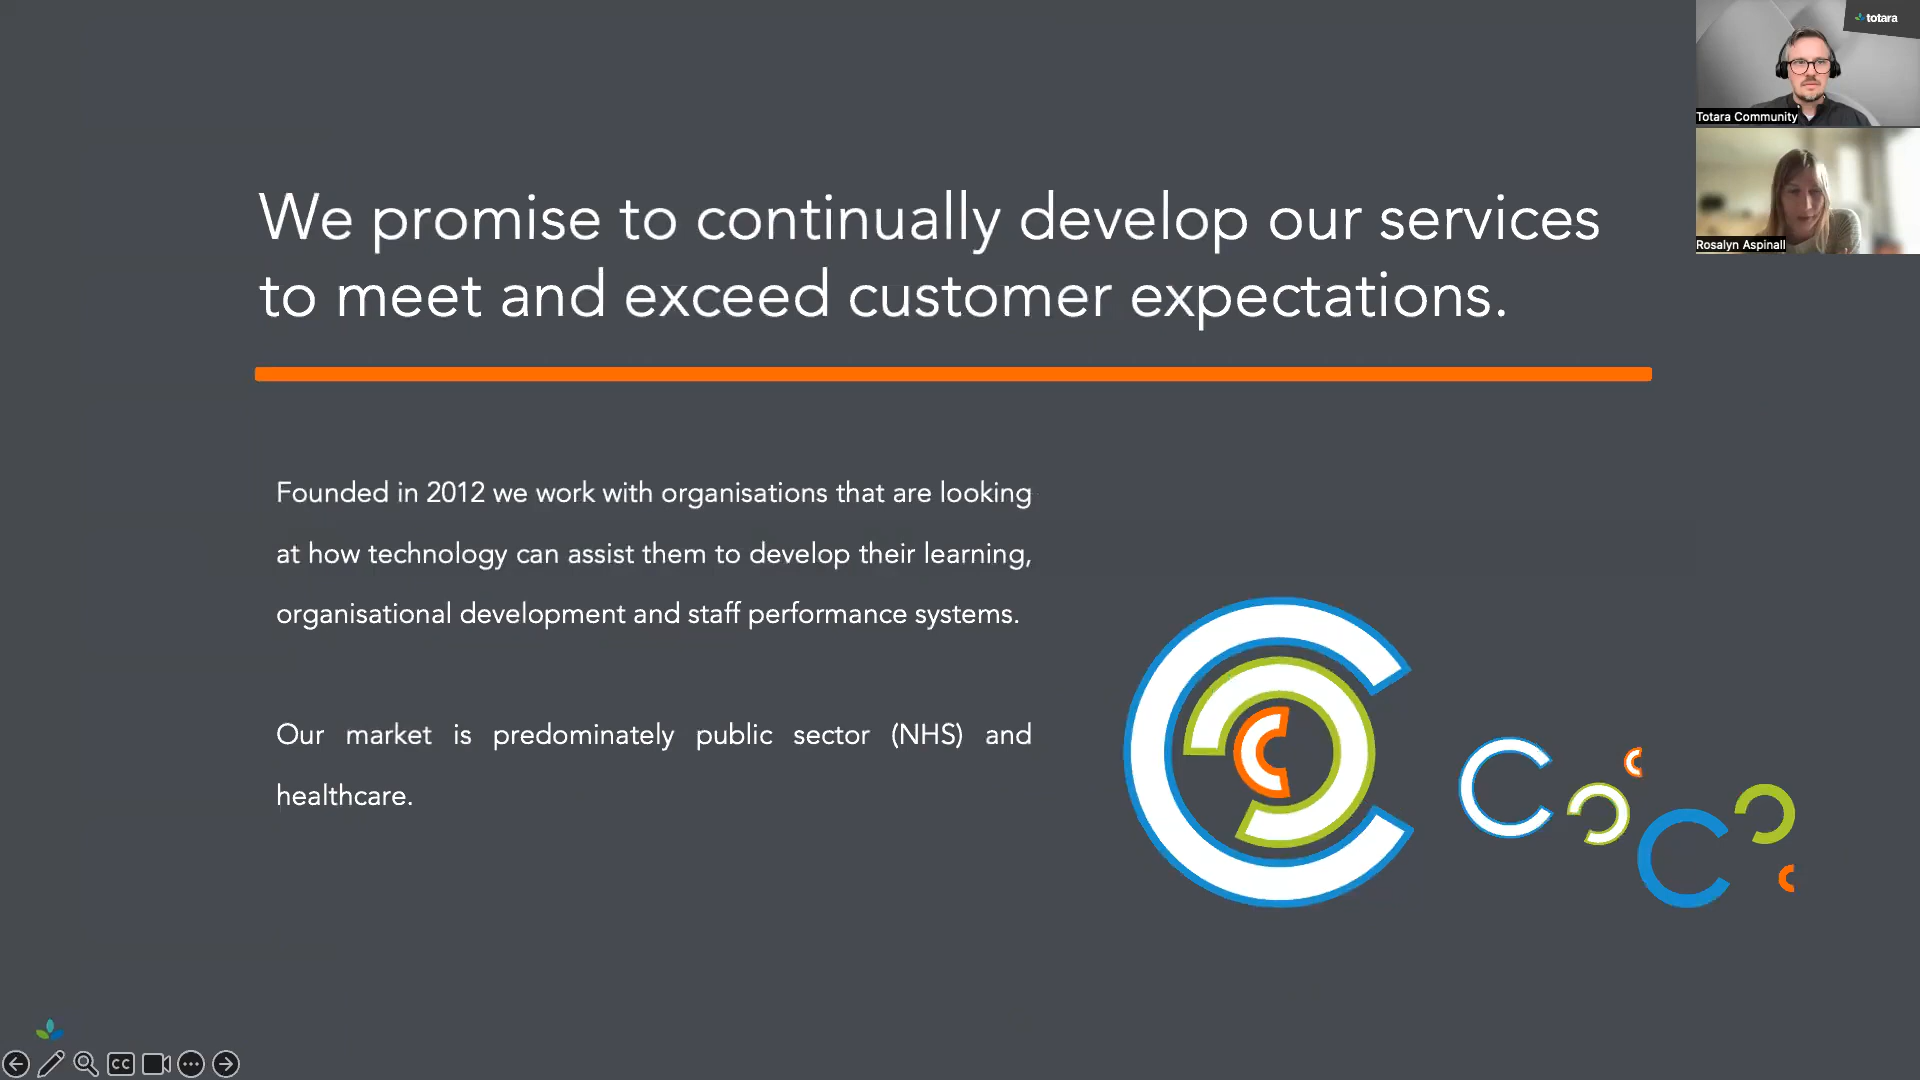 totara
Totara Community
Rosalyn Aspinall
We promise to continually develop our services
to meet and exceed customer expectations.
Founded in 2012 we work with organisations that are looking
at how technology can assist them to develop their learning,
organisational development and staff performance systems.
Our market is predominately public sector (NHS) and
healthcare.
CC